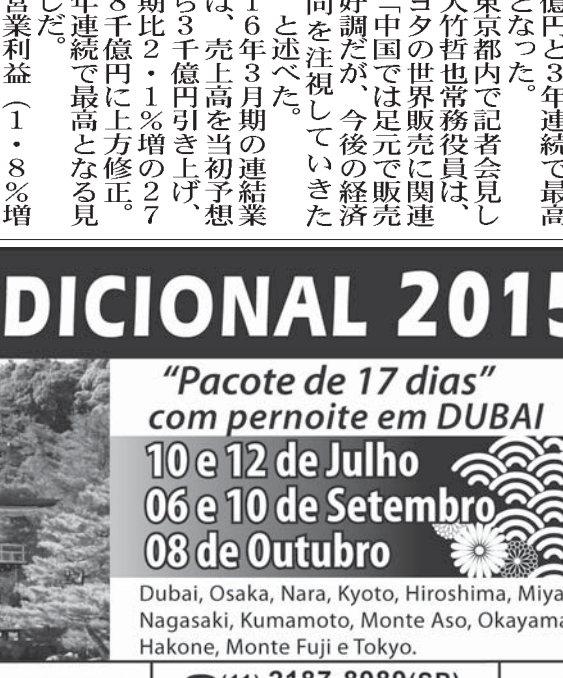 億円と3年連続で最高
となった。
東京都内で記者会見し
大竹哲也常務役員は、
ヨタの世界販売に関連
「中国では足元で販売
好調だが、今後の経済
向を注視していきた
と述べた。
16年3月期の連結業
は、売上高を当初予想
ら3千億円引き上げ、
期比2・1%増の27
8千億円に上方修正。
年連続で最高となる見
しだ。
営業利益(1・8%増
DICIONAL 2015
“Pacote de 17 dias”
com pernoite em DUBAI
10 e 12 de Julho
06 e 10 de Setembro
08 de Outubro
Dubai, Osaka, Nara, Kyoto, Hiroshima, Miya
Nagasaki, Kumamoto, Monte Aso, Okayama
Hakone, Monte Fuji e Tokyo.